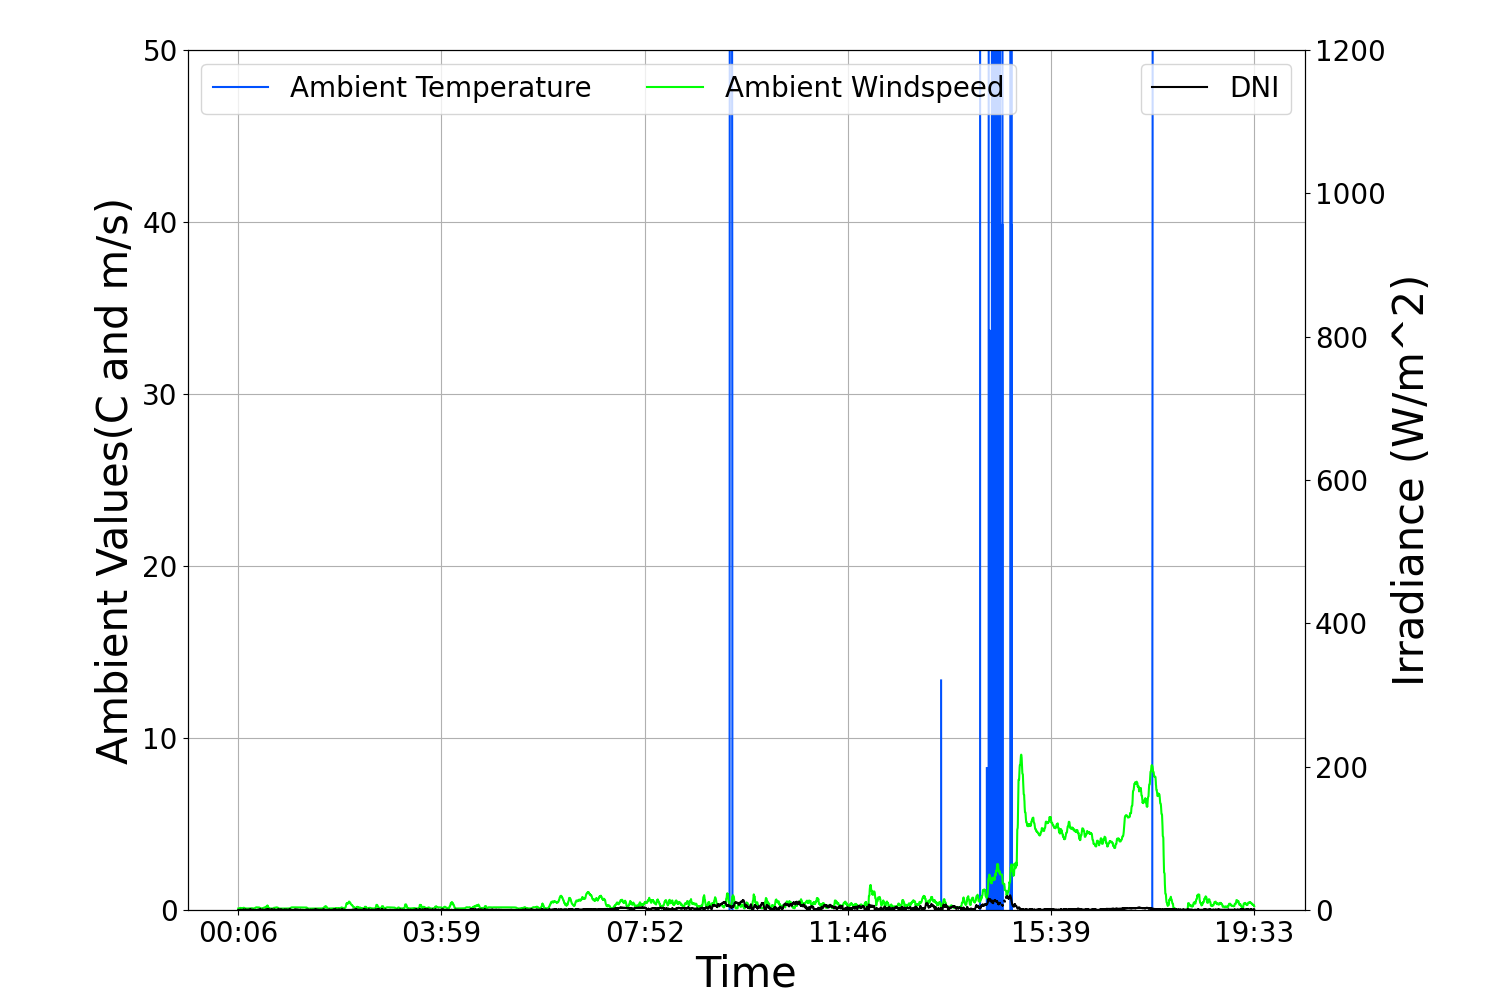 Ambient Temperature
Ambient Windspeed
DNI
50
40
30
20
10
0
Ambient Values(C and m/s)
1200
1000
800
600
400
200
0
Irradiance (W/m^2)
00:06 03:59 07:52 11:46 15:39 19:33
Time